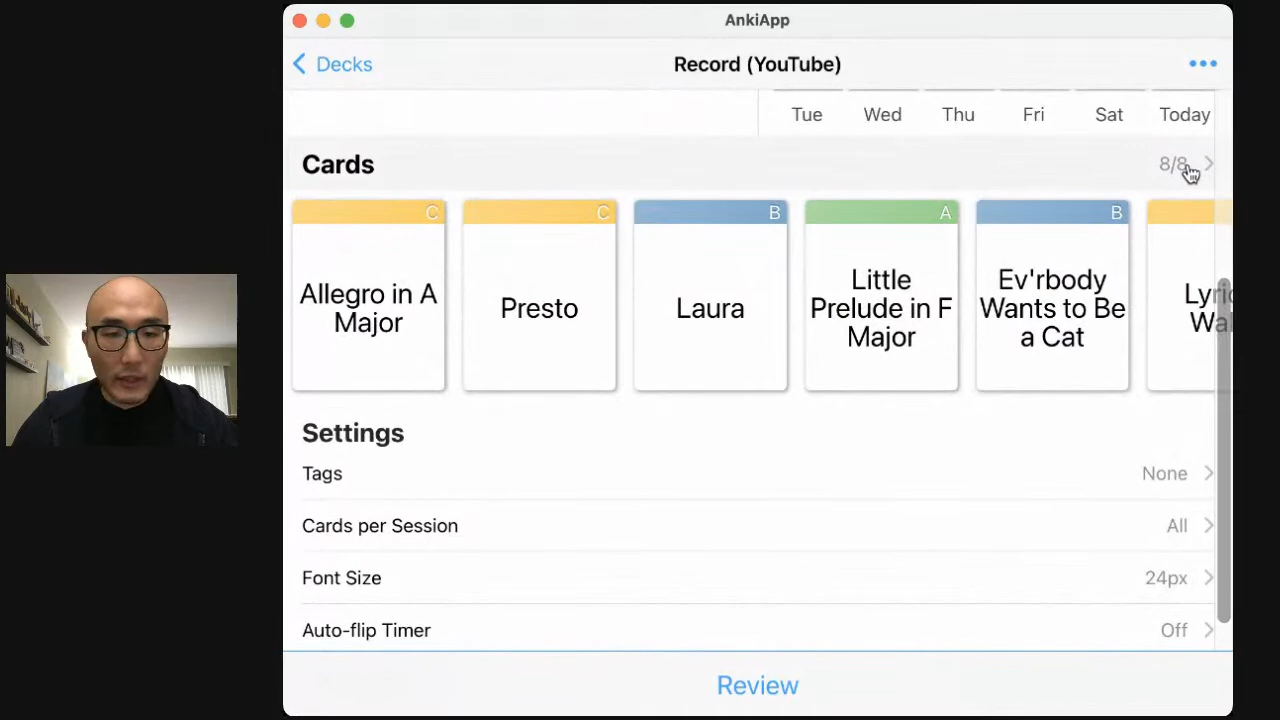 AnkiApp
Decks
Record (YouTube)
Tue Wed Thu Fri Sat Today
Cards
8/8
C
Allegro in A
Major
C
Presto
B
Laura
A
Little
Prelude in F
Major
B
Ev'rbody
Wants to Be
a Cat
Settings
Tags None
Cards per Session All
Font Size 24px
Auto-flip Timer Off
Review